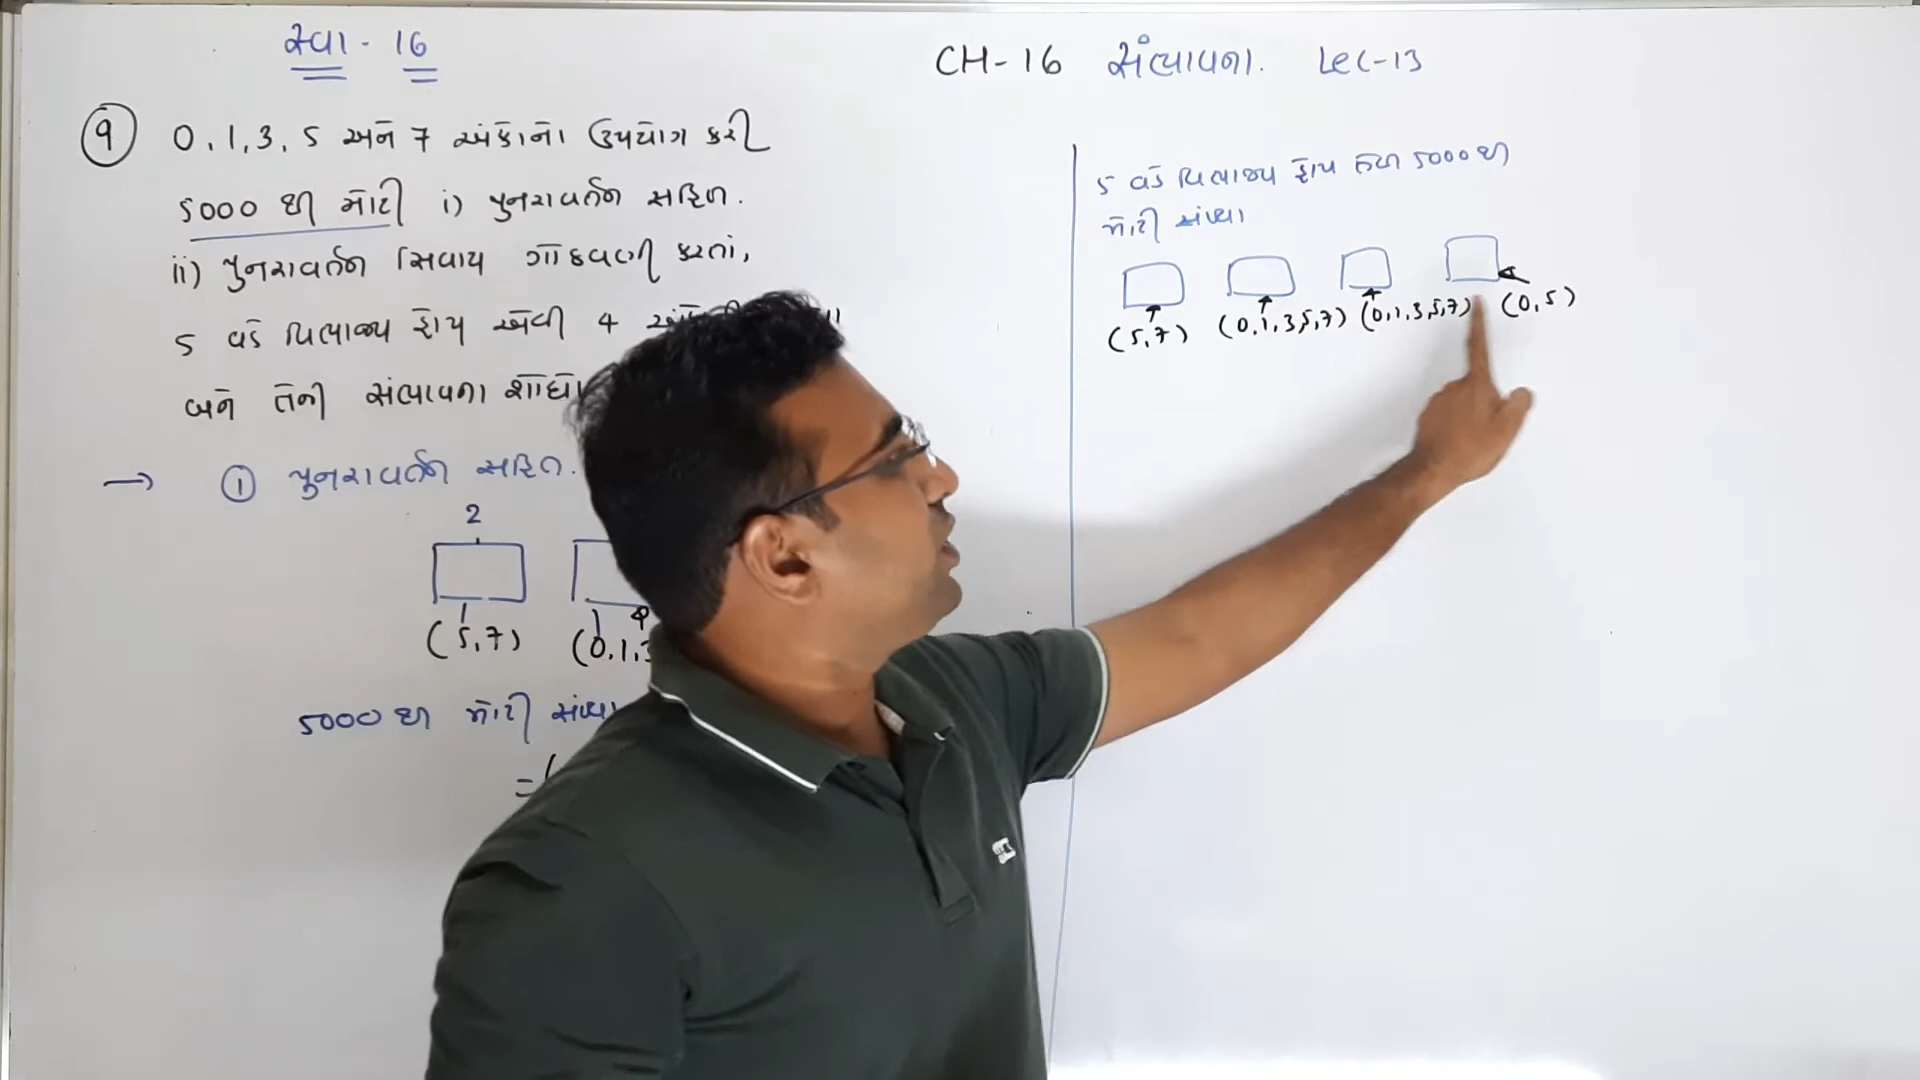 સ્વા - 16
CH-16 સંભાવના. Lec-13
9 0, 1, 3, 5 અને 7 અંકોનો ઉપયોગ કરી
5000 થી મોટી i) પુનરાવર્તન સહિત.
ii) પુનરાવર્તન સિવાય ગોઠવણી કરતાં,
5 વડે વિભાજ્ય હોય એવી 4
બને તેની સંભાવના શોધો
→ 1 પુનરાવર્તન સહિત.
2
(5,7) (0,1,3
5000 થી મોટી સંખ્યા
= (
5 વડે વિભાજ્ય હોય તથા 5000 થી
મોટી સંખ્યા
(5,7) (0,1,3,5,7) (0,1,3,5,7) (0,5)